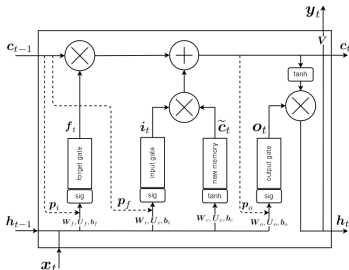 y_t
V
c_{t-1}
c_t
tanh
f_t
i_t
\widetilde{c}_t
o_t
forget gate
input gate
new memory
output gate
sig
sig
tanh
sig
p_i
p_f
p_o
h_{t-1}
W_f, U_f, b_f
W_i, U_i, b_i
W_c, U_c, b_c
W_o, U_o, b_o
h_t
x_t